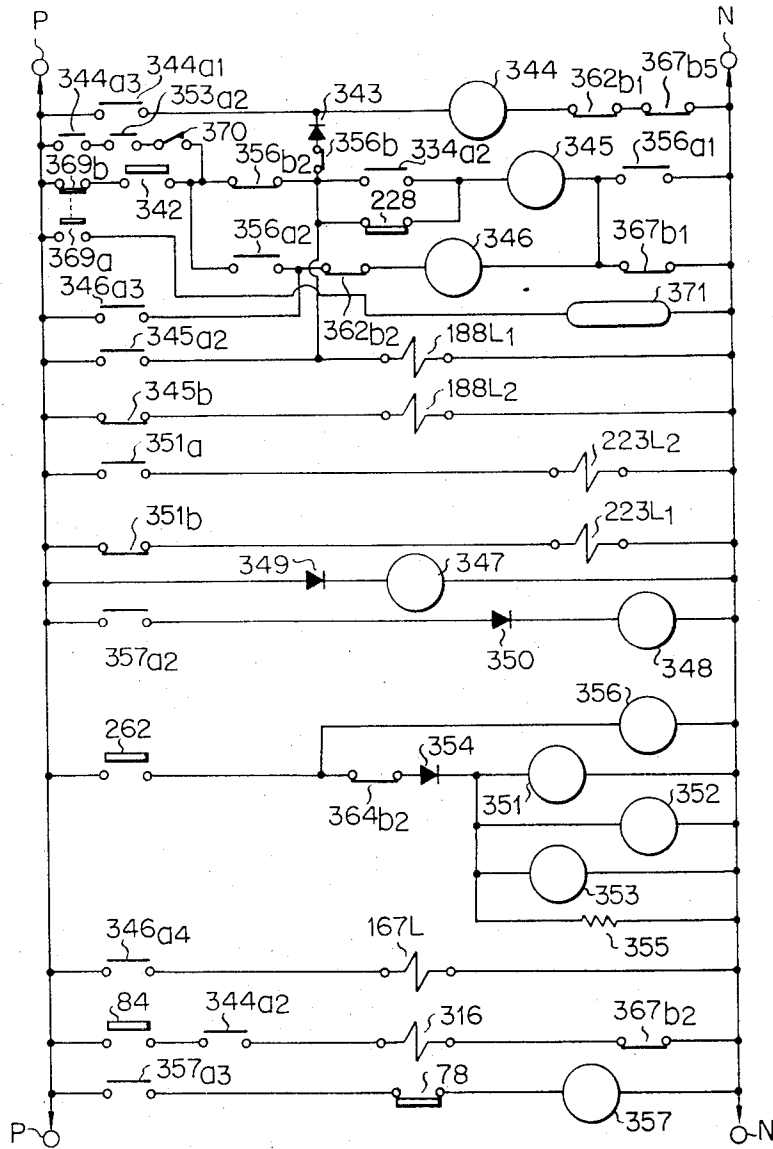 P N
344a1 344 362b1 367b5
344a3 353a2 343
370 356b 334a2 345 356a1
369b 342 356b2
228
369a 356a2 346 367b1
346a3 362b2 371
345a2 188L1
345b 188L2
351a 223L2
351b 223L1
349 347
357a2 350 348
356
262 354
364b2 351 352
353
355
346a4 167L
84 344a2 316 367b2
357a3 78 357
P N